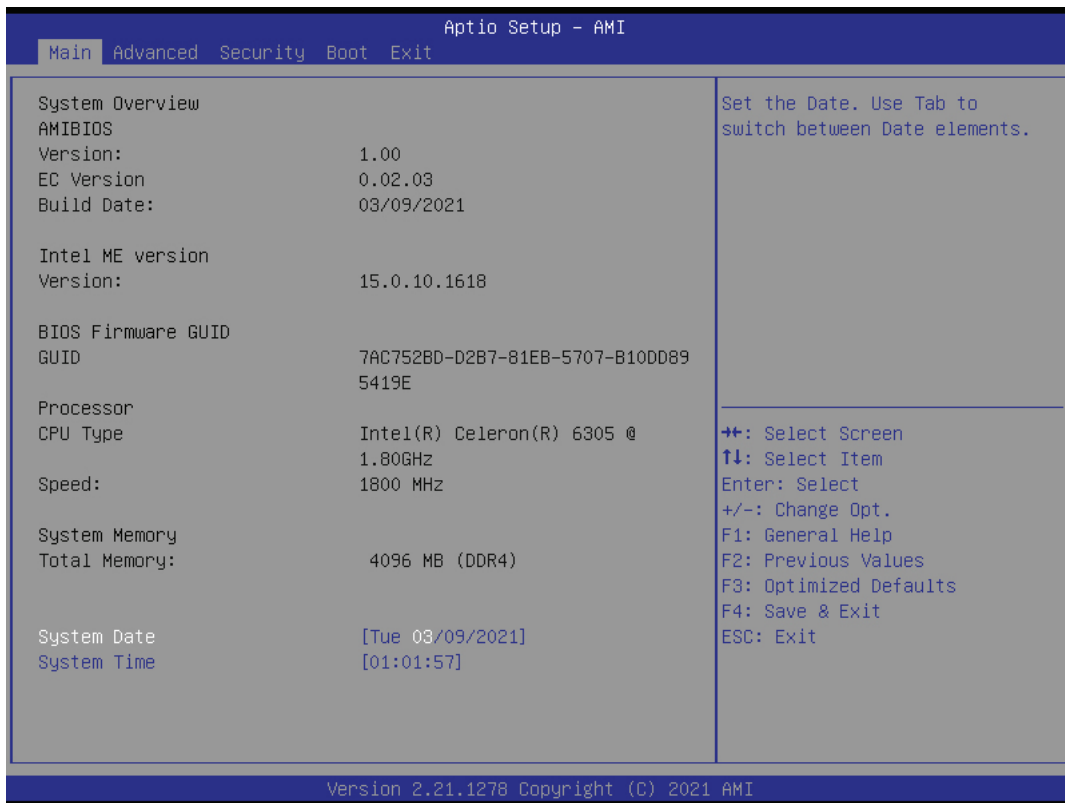 Aptio Setup - AMI
Main Advanced Security Boot Exit
System Overview
AMIBIOS
Version: 1.00
EC Version 0.02.03
Build Date: 03/09/2021
Intel ME version
Version: 15.0.10.1618
BIOS Firmware GUID
GUID 7AC752BD-D2B7-81EB-5707-B10DD89
5419E
Processor
CPU Type Intel(R) Celeron(R) 6305 @
1.80GHz
Speed: 1800 MHz
System Memory
Total Memory: 4096 MB (DDR4)
System Date [Tue 03/09/2021]
System Time [01:01:57]
Set the Date. Use Tab to
switch between Date elements.
→←: Select Screen
↑↓: Select Item
Enter: Select
+/-: Change Opt.
F1: General Help
F2: Previous Values
F3: Optimized Defaults
F4: Save & Exit
ESC: Exit
Version 2.21.1278 Copyright (C) 2021 AMI